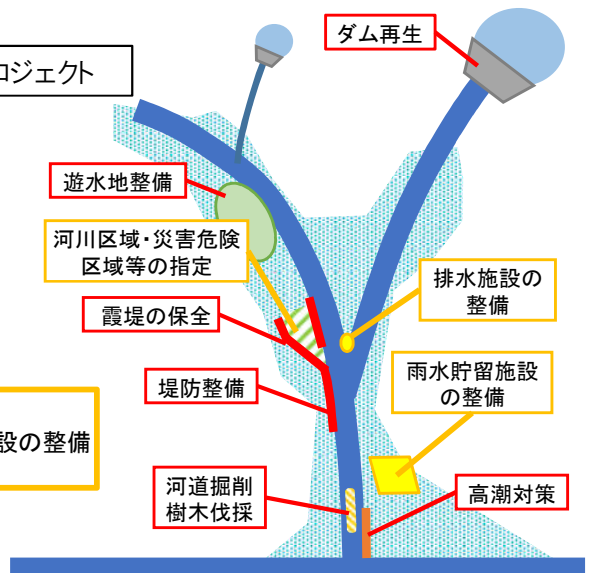 ダム再生
ロジェクト
遊水地整備
河川区域・災害危険
区域等の指定
排水施設の
整備
霞堤の保全
雨水貯留施設
の整備
堤防整備
設の整備
河道掘削
樹木伐採
高潮対策